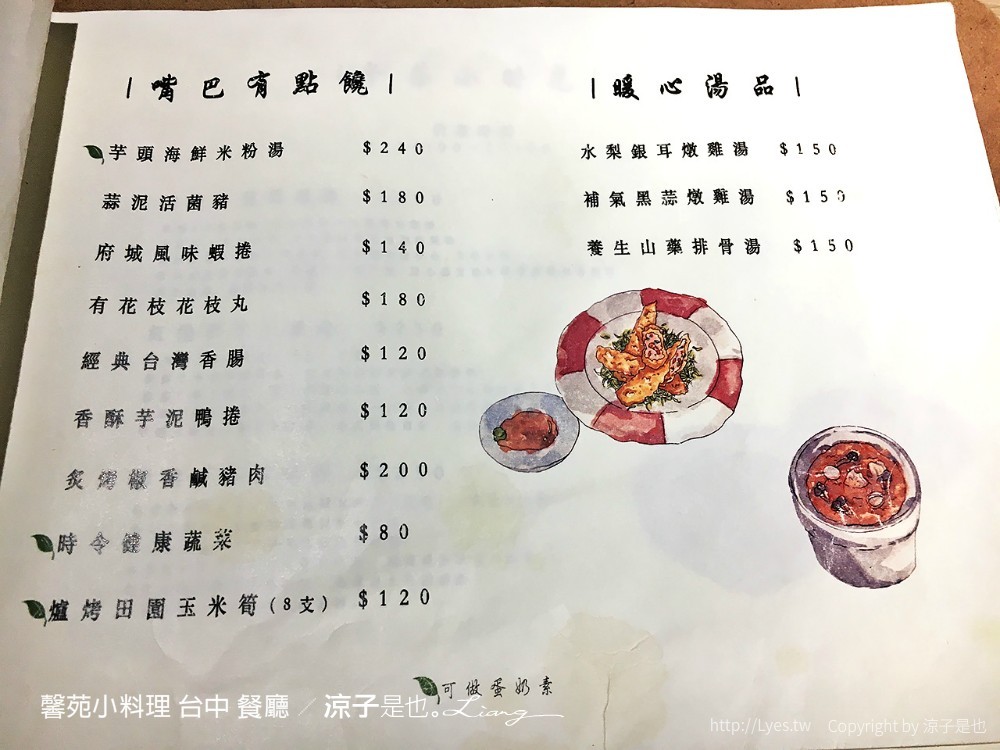 ｜嘴巴有點饞｜
芋頭海鮮米粉湯 $240
蒜泥活菌豬 $180
府城風味蝦捲 $140
有花枝花枝丸 $180
經典台灣香腸 $120
香酥芋泥鴨捲 $120
炙烤椒香鹹豬肉 $200
時令健康蔬菜 $80
爐烤田園玉米筍(8支) $120
｜暖心湯品｜
水梨銀耳燉雞湯 $150
補氣黑蒜燉雞湯 $150
養生山藥排骨湯 $150
可做蛋奶素
馨苑小料理 台中 餐廳 ／ 涼子是也。Liang
http://Lyes.tw Copyright by 涼子是也